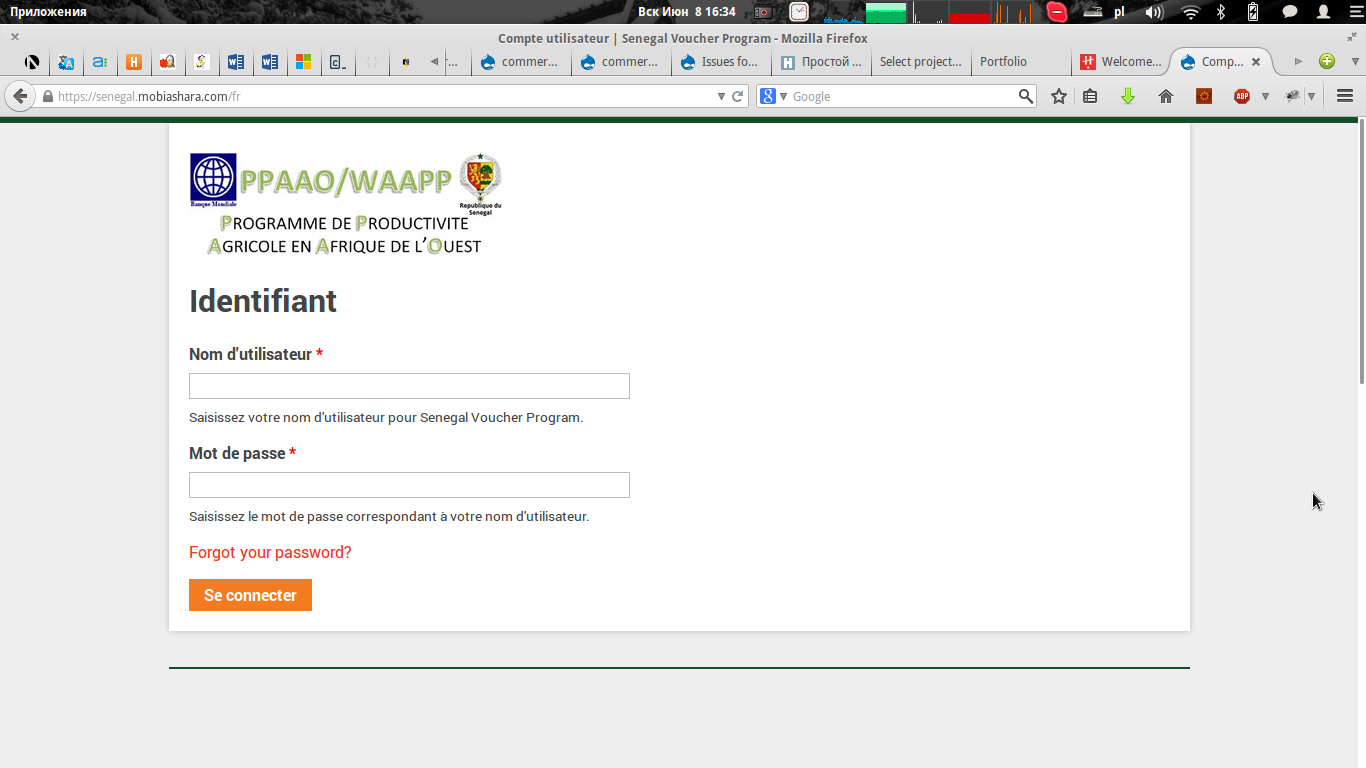 Приложения
Вск Июн 8 16:34
pl
Compte utilisateur | Senegal Voucher Program - Mozilla Firefox
commer...
commer...
Issues fo...
Простой ...
Select project...
Portfolio
Welcome...
Comp...
https://senegal.mobiashara.com/fr
Google
ABP
Banque Mondiale
PPAAO/WAAPP
Republique du
Senegal
PROGRAMME DE PRODUCTIVITE
AGRICOLE EN AFRIQUE DE L'OUEST
Identifiant
Nom d'utilisateur *
Saisissez votre nom d'utilisateur pour Senegal Voucher Program.
Mot de passe *
Saisissez le mot de passe correspondant à votre nom d'utilisateur.
Forgot your password?
Se connecter